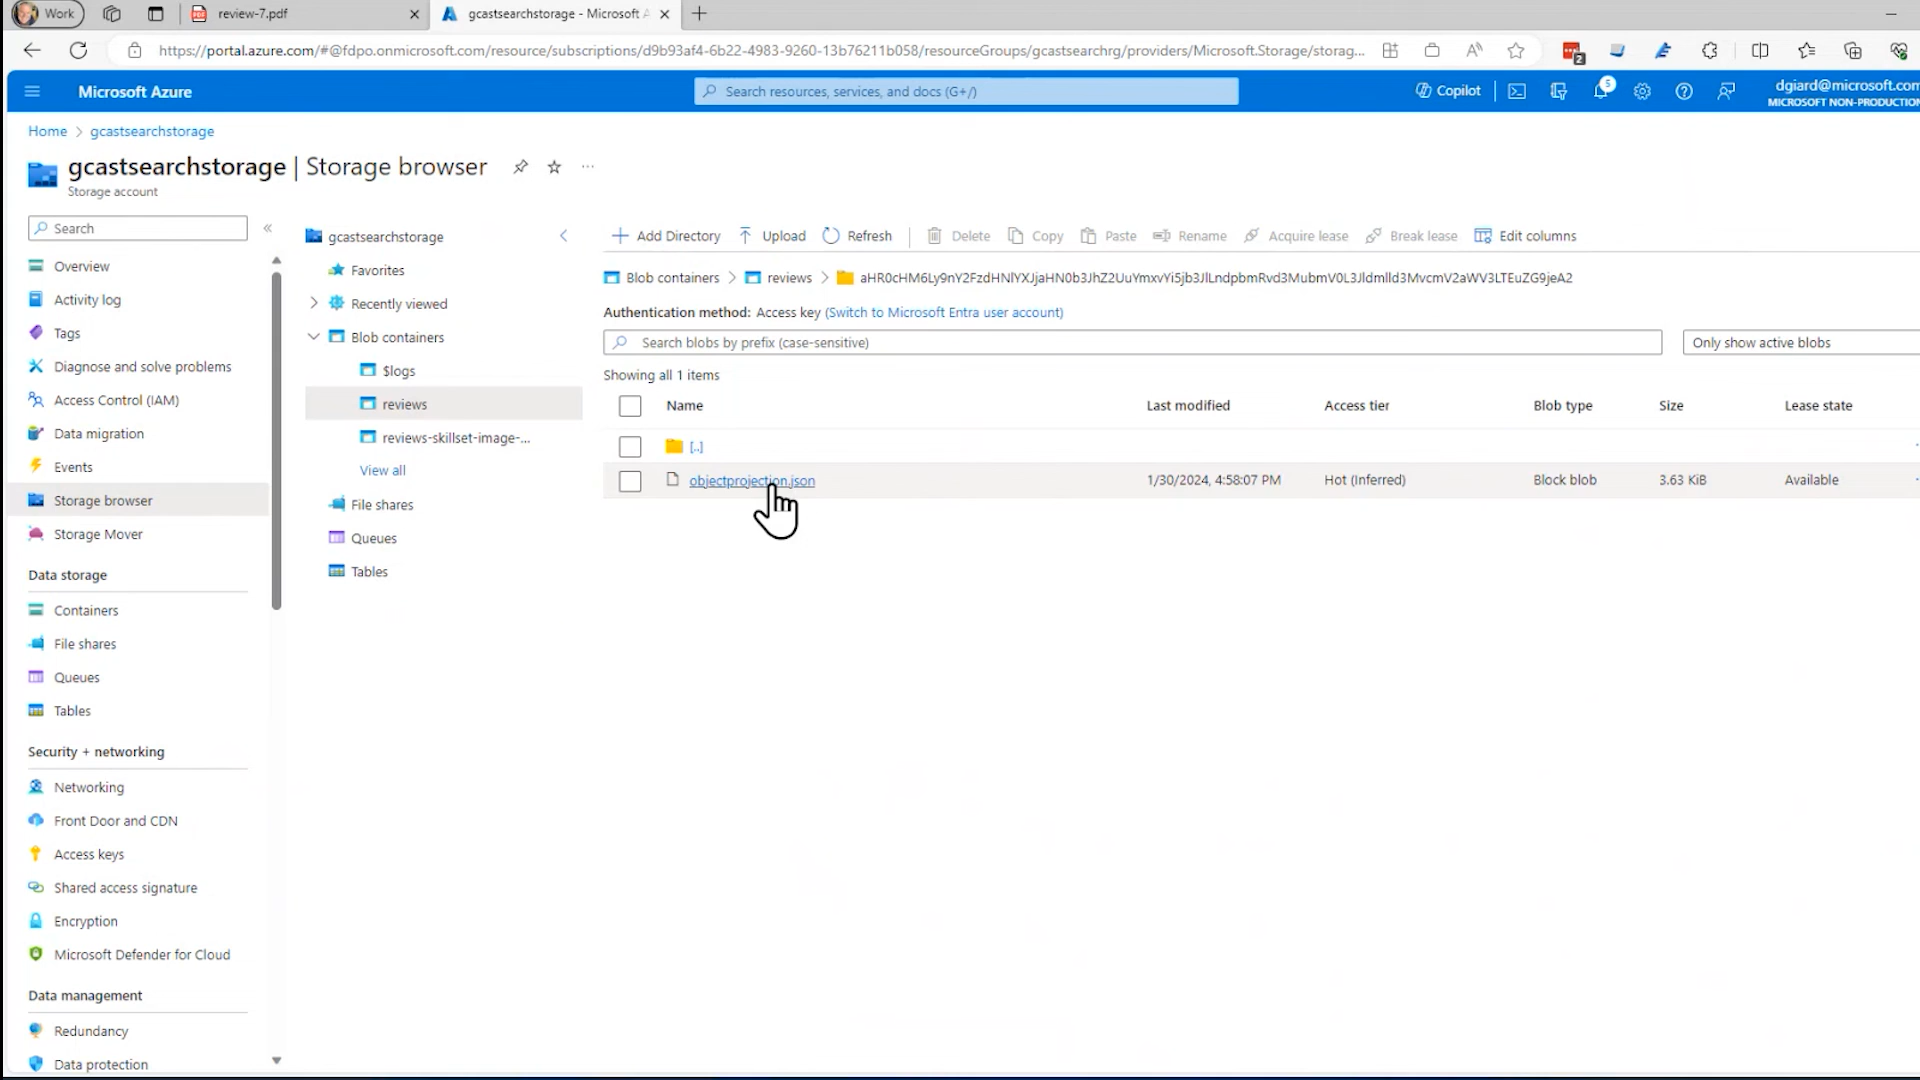 Work
review-7.pdf
gcastsearchstorage - Microsoft A
https://portal.azure.com/#@fdpo.onmicrosoft.com/resource/subscriptions/d9b93af4-6b22-4983-9260-13b76211b058/resourceGroups/gcastsearchrg/providers/Microsoft.Storage/storag...
2
Microsoft Azure
Search resources, services, and docs (G+/)
Copilot
5
dgiard@microsoft.com
MICROSOFT NON-PRODUCTION
Home > gcastsearchstorage
gcastsearchstorage | Storage browser
Storage account
Search
Overview
Activity log
Tags
Diagnose and solve problems
Access Control (IAM)
Data migration
Events
Storage browser
Storage Mover
Data storage
Containers
File shares
Queues
Tables
Security + networking
Networking
Front Door and CDN
Access keys
Shared access signature
Encryption
Microsoft Defender for Cloud
Data management
Redundancy
Data protection
gcastsearchstorage
Favorites
Recently viewed
Blob containers
$logs
reviews
reviews-skillset-image-...
View all
File shares
Queues
Tables
Add Directory Upload Refresh Delete Copy Paste Rename Acquire lease Break lease Edit columns
Blob containers > reviews > aHR0cHM6Ly9nY2FzdHNlYXJjaHN0b3JhZ2UuYmxvYi5jb3JlLndpbmRvd3MubmV0L3Jldmlld3MvcmV2aWV3LTEuZG9jeA2
Authentication method: Access key (Switch to Microsoft Entra user account)
Search blobs by prefix (case-sensitive)
Only show active blobs
Showing all 1 items
Name Last modified Access tier Blob type Size Lease state
[..]
objectprojection.json 1/30/2024, 4:58:07 PM Hot (Inferred) Block blob 3.63 KiB Available